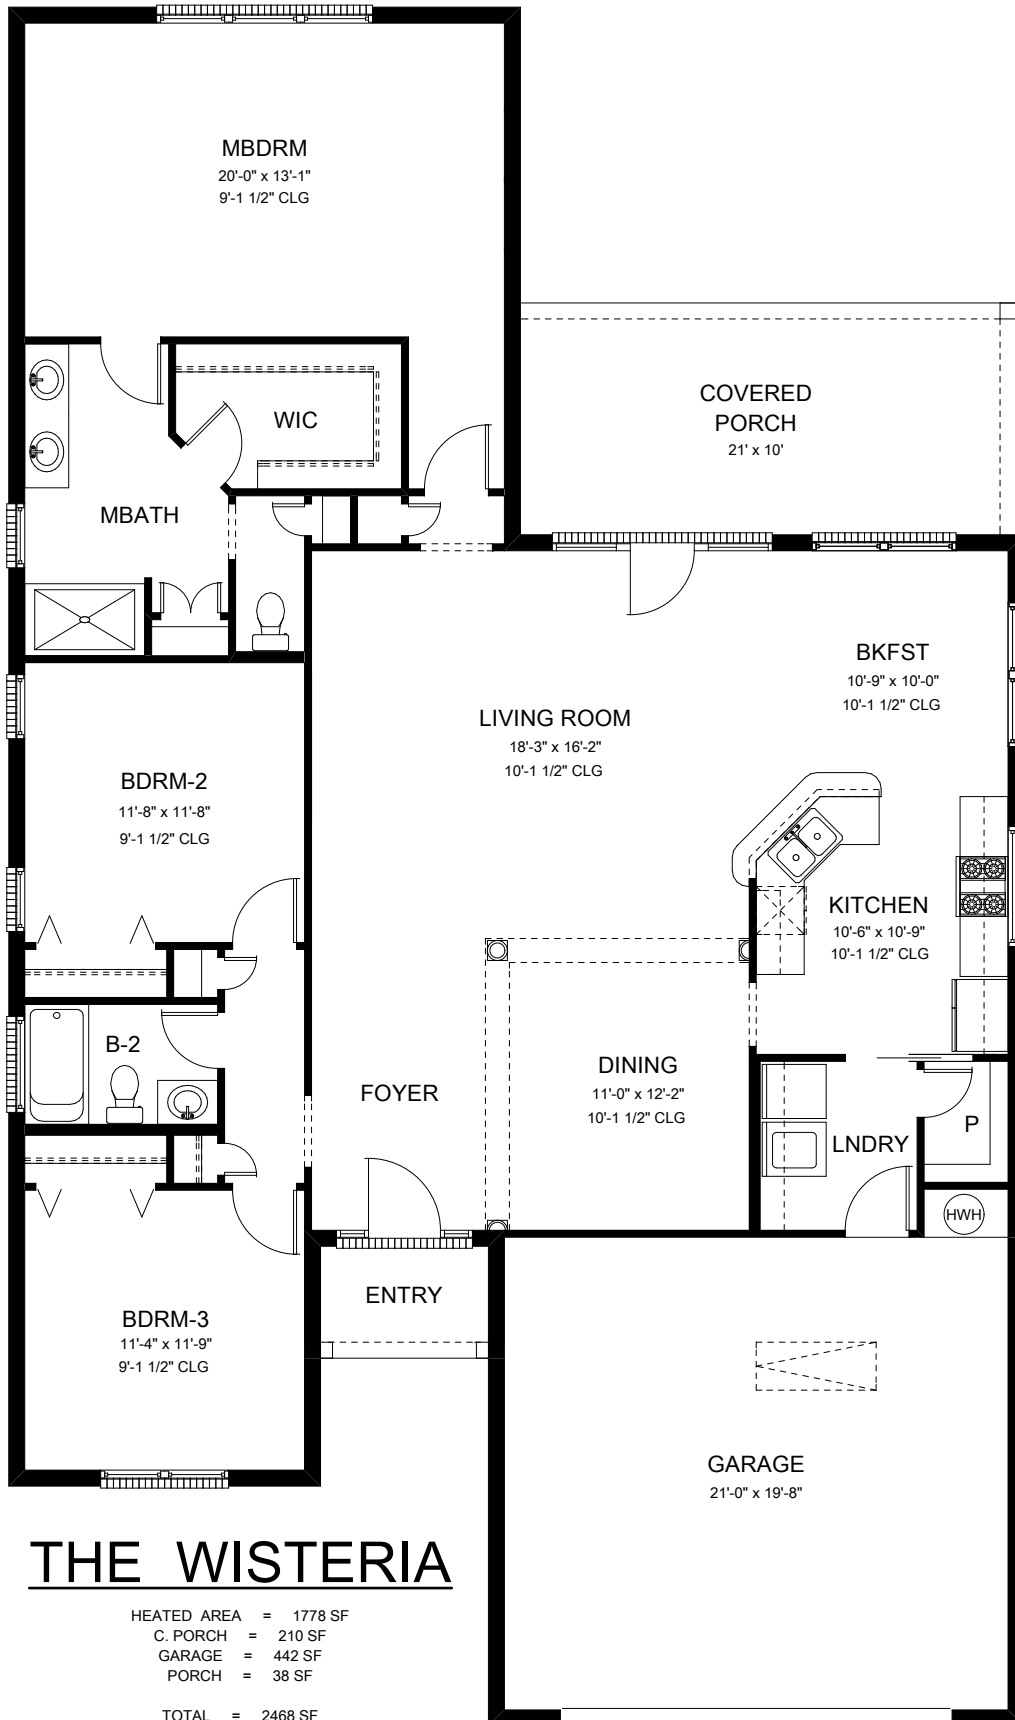 MBDRM
20'-0" x 13'-1"
9'-1 1/2" CLG
COVERED
PORCH
21' x 10'
WIC
MBATH
BKFST
10'-9" x 10'-0"
10'-1 1/2" CLG
LIVING ROOM
18'-3" x 16'-2"
10'-1 1/2" CLG
BDRM-2
11'-8" x 11'-8"
9'-1 1/2" CLG
KITCHEN
10'-6" x 10'-9"
10'-1 1/2" CLG
B-2
FOYER
DINING
11'-0" x 12'-2"
10'-1 1/2" CLG
LNDRY
P
HWH
ENTRY
BDRM-3
11'-4" x 11'-9"
9'-1 1/2" CLG
GARAGE
21'-0" x 19'-8"
THE WISTERIA
HEATED AREA = 1778 SF
C. PORCH = 210 SF
GARAGE = 442 SF
PORCH = 38 SF
TOTAL = 2468 SF